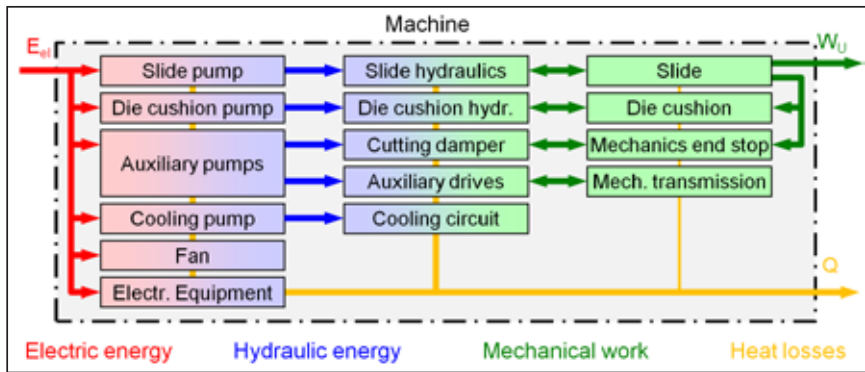 Machine
E_el
W_U
Slide pump
Slide hydraulics
Slide
Die cushion pump
Die cushion hydr.
Die cushion
Auxiliary pumps
Cutting damper
Mechanics end stop
Auxiliary drives
Mech. transmission
Cooling pump
Cooling circuit
Fan
Q
Electr. Equipment
Electric energy
Hydraulic energy
Mechanical work
Heat losses